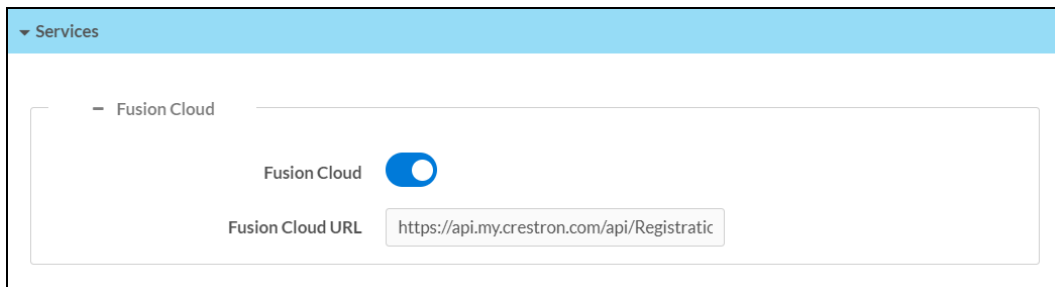 Services
Fusion Cloud
Fusion Cloud
Fusion Cloud URL https://api.my.crestron.com/api/Registratic